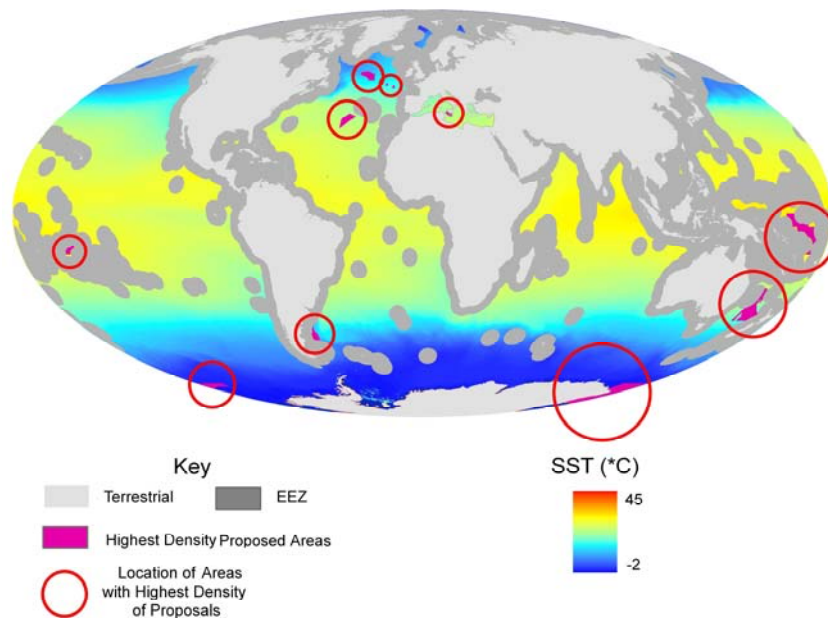 Key
Terrestrial
EEZ
Highest Density Proposed Areas
Location of Areas
with Highest Density
of Proposals
SST (*C)
45
-2